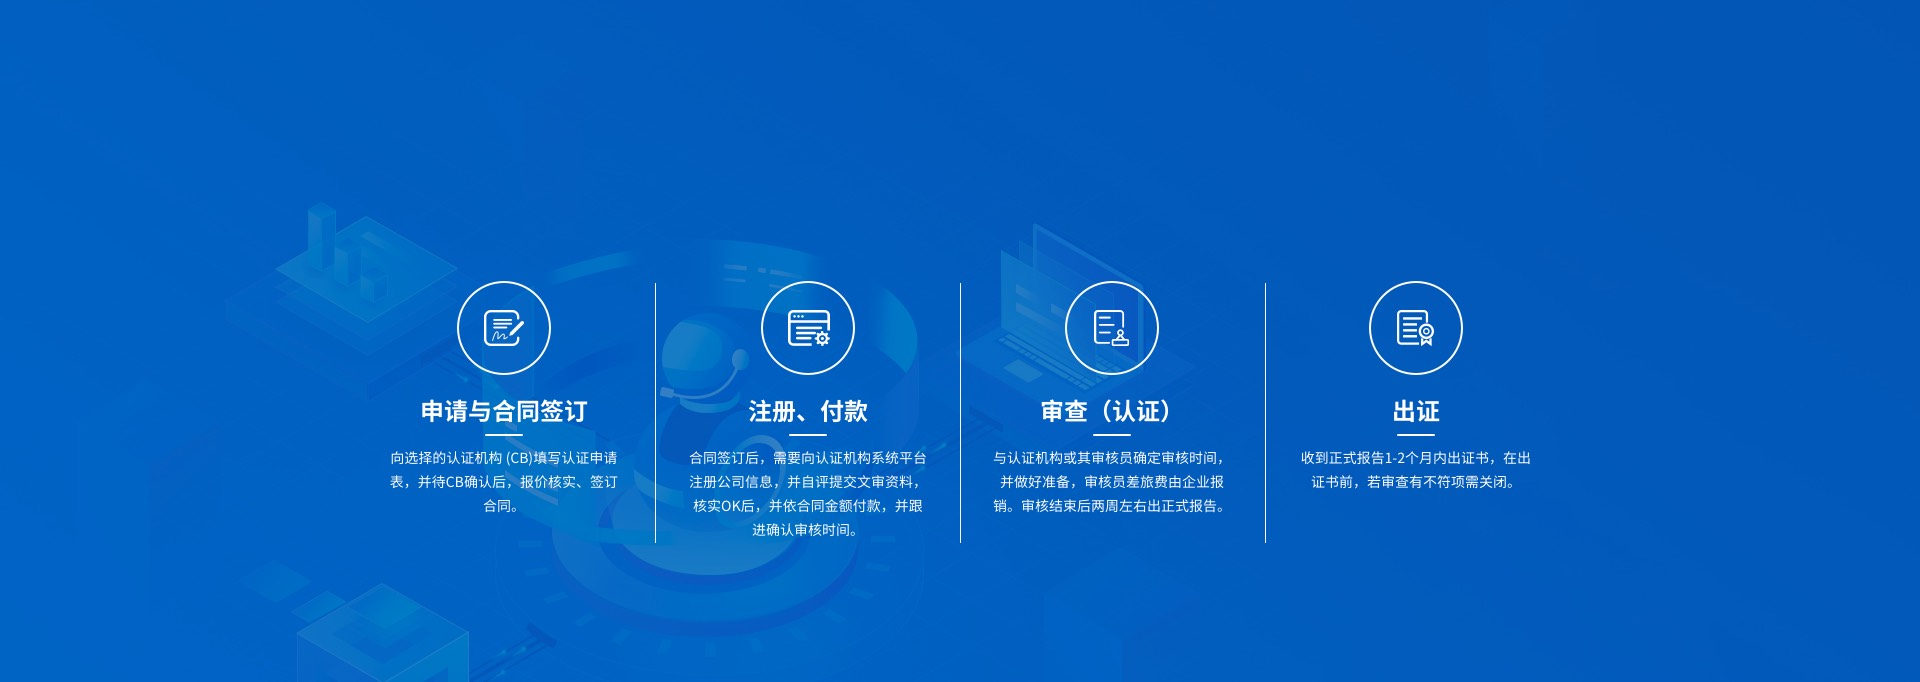 申请与合同签订
向选择的认证机构 (CB)填写认证申请
表，并待CB确认后，报价核实、签订
合同。
注册、付款
合同签订后，需要向认证机构系统平台
注册公司信息，并自评提交文审资料，
核实OK后，并依合同金额付款，并跟
进确认审核时间。
审查（认证）
与认证机构或其审核员确定审核时间，
并做好准备，审核员差旅费由企业报
销。审核结束后两周左右出正式报告。
出证
收到正式报告1-2个月内出证书，在出
证书前，若审查有不符项需关闭。